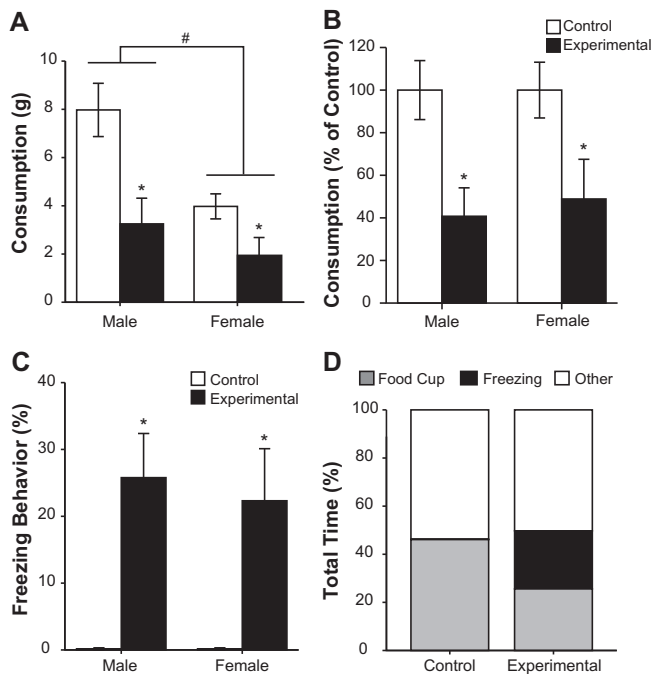 A
#
Consumption (g)
10
8
6
4
2
0
*
*
Male
Female
B
Control
Experimental
Consumption (% of Control)
120
100
80
60
40
20
0
*
*
Male
Female
C
Control
Experimental
Freezing Behavior (%)
40
30
20
10
0
*
*
Male
Female
D
Food Cup
Freezing
Other
Total Time (%)
100
80
60
40
20
0
Control
Experimental